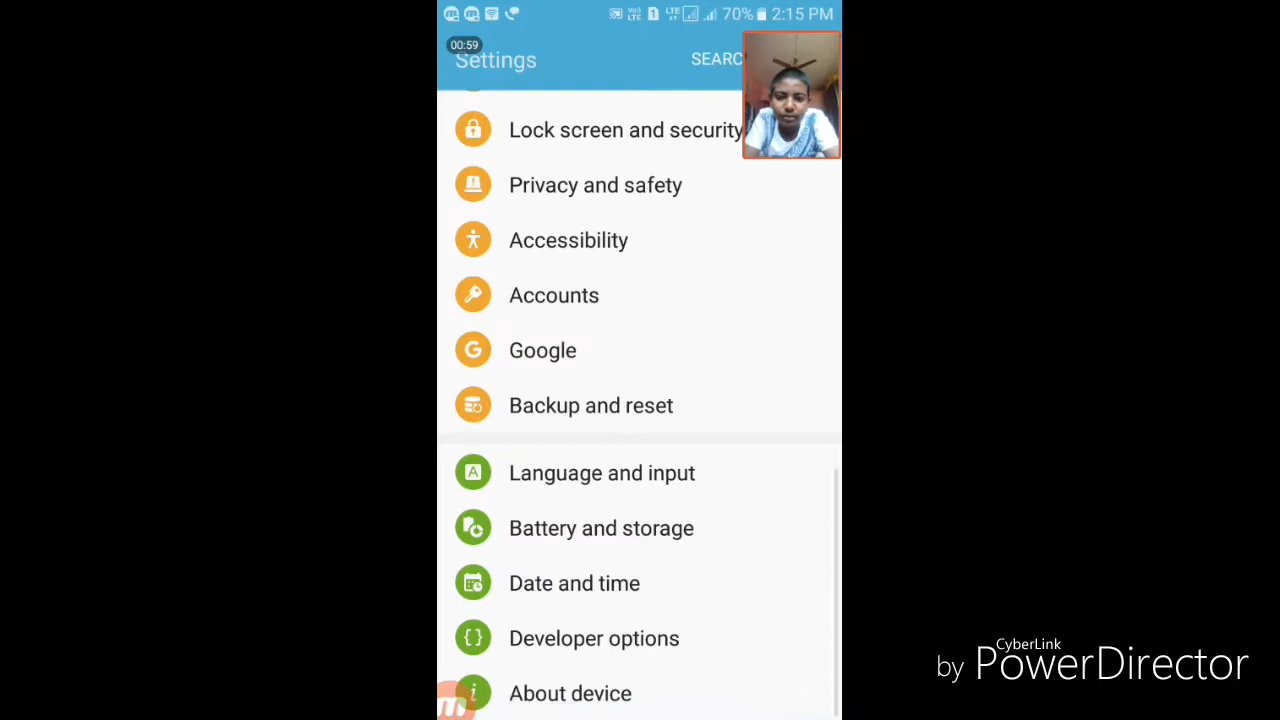 70% 2:15 PM
00:59
Settings
SEARC
Lock screen and security
Privacy and safety
Accessibility
Accounts
Google
Backup and reset
Language and input
Battery and storage
Date and time
Developer options
About device
CyberLink
by PowerDirector